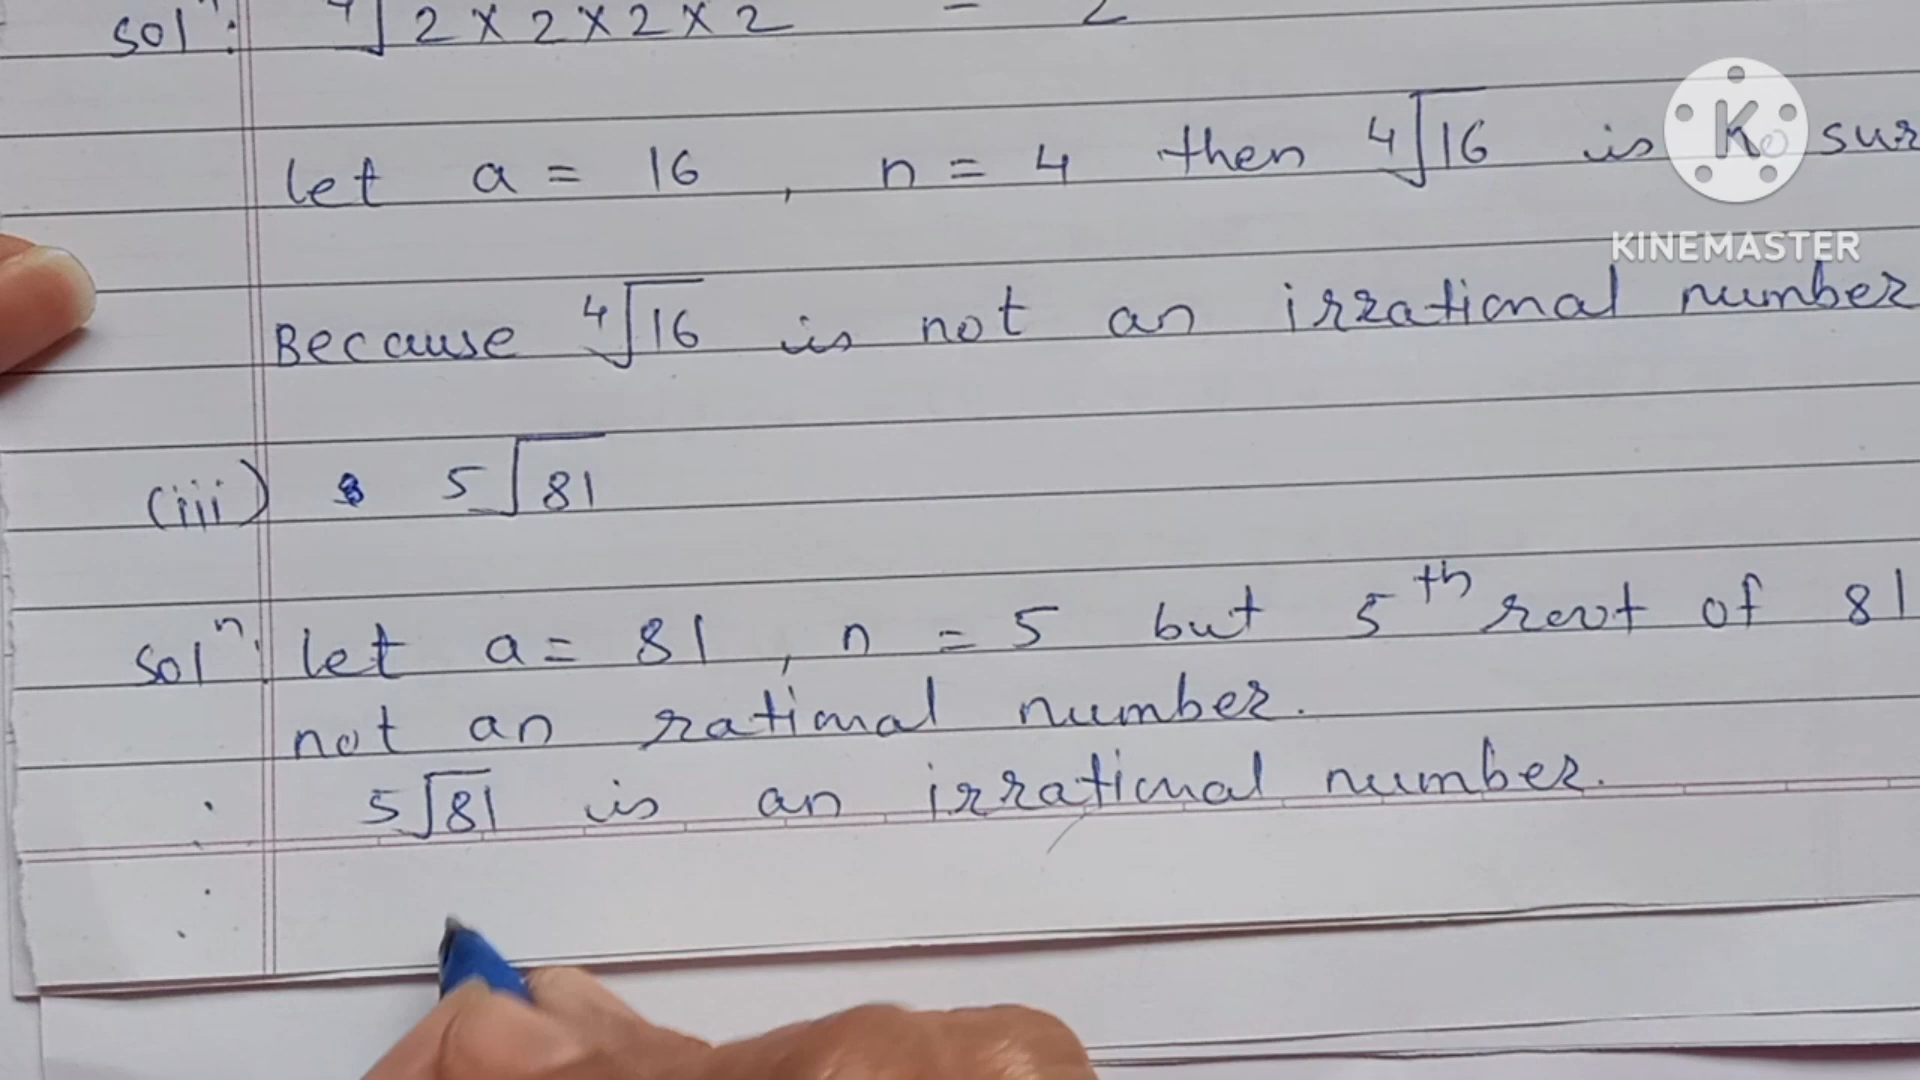 solⁿ: ⁴√2×2×2×2 = 2
let a = 16, n = 4 then ⁴√16 is sur
KINEMASTER
Because ⁴√16 is not an irrational number
(iii) ⁵√81
solⁿ: let a = 81, n = 5 but 5th root of 81
not an rational number.
∴ ⁵√81 is an irrational number.
∴